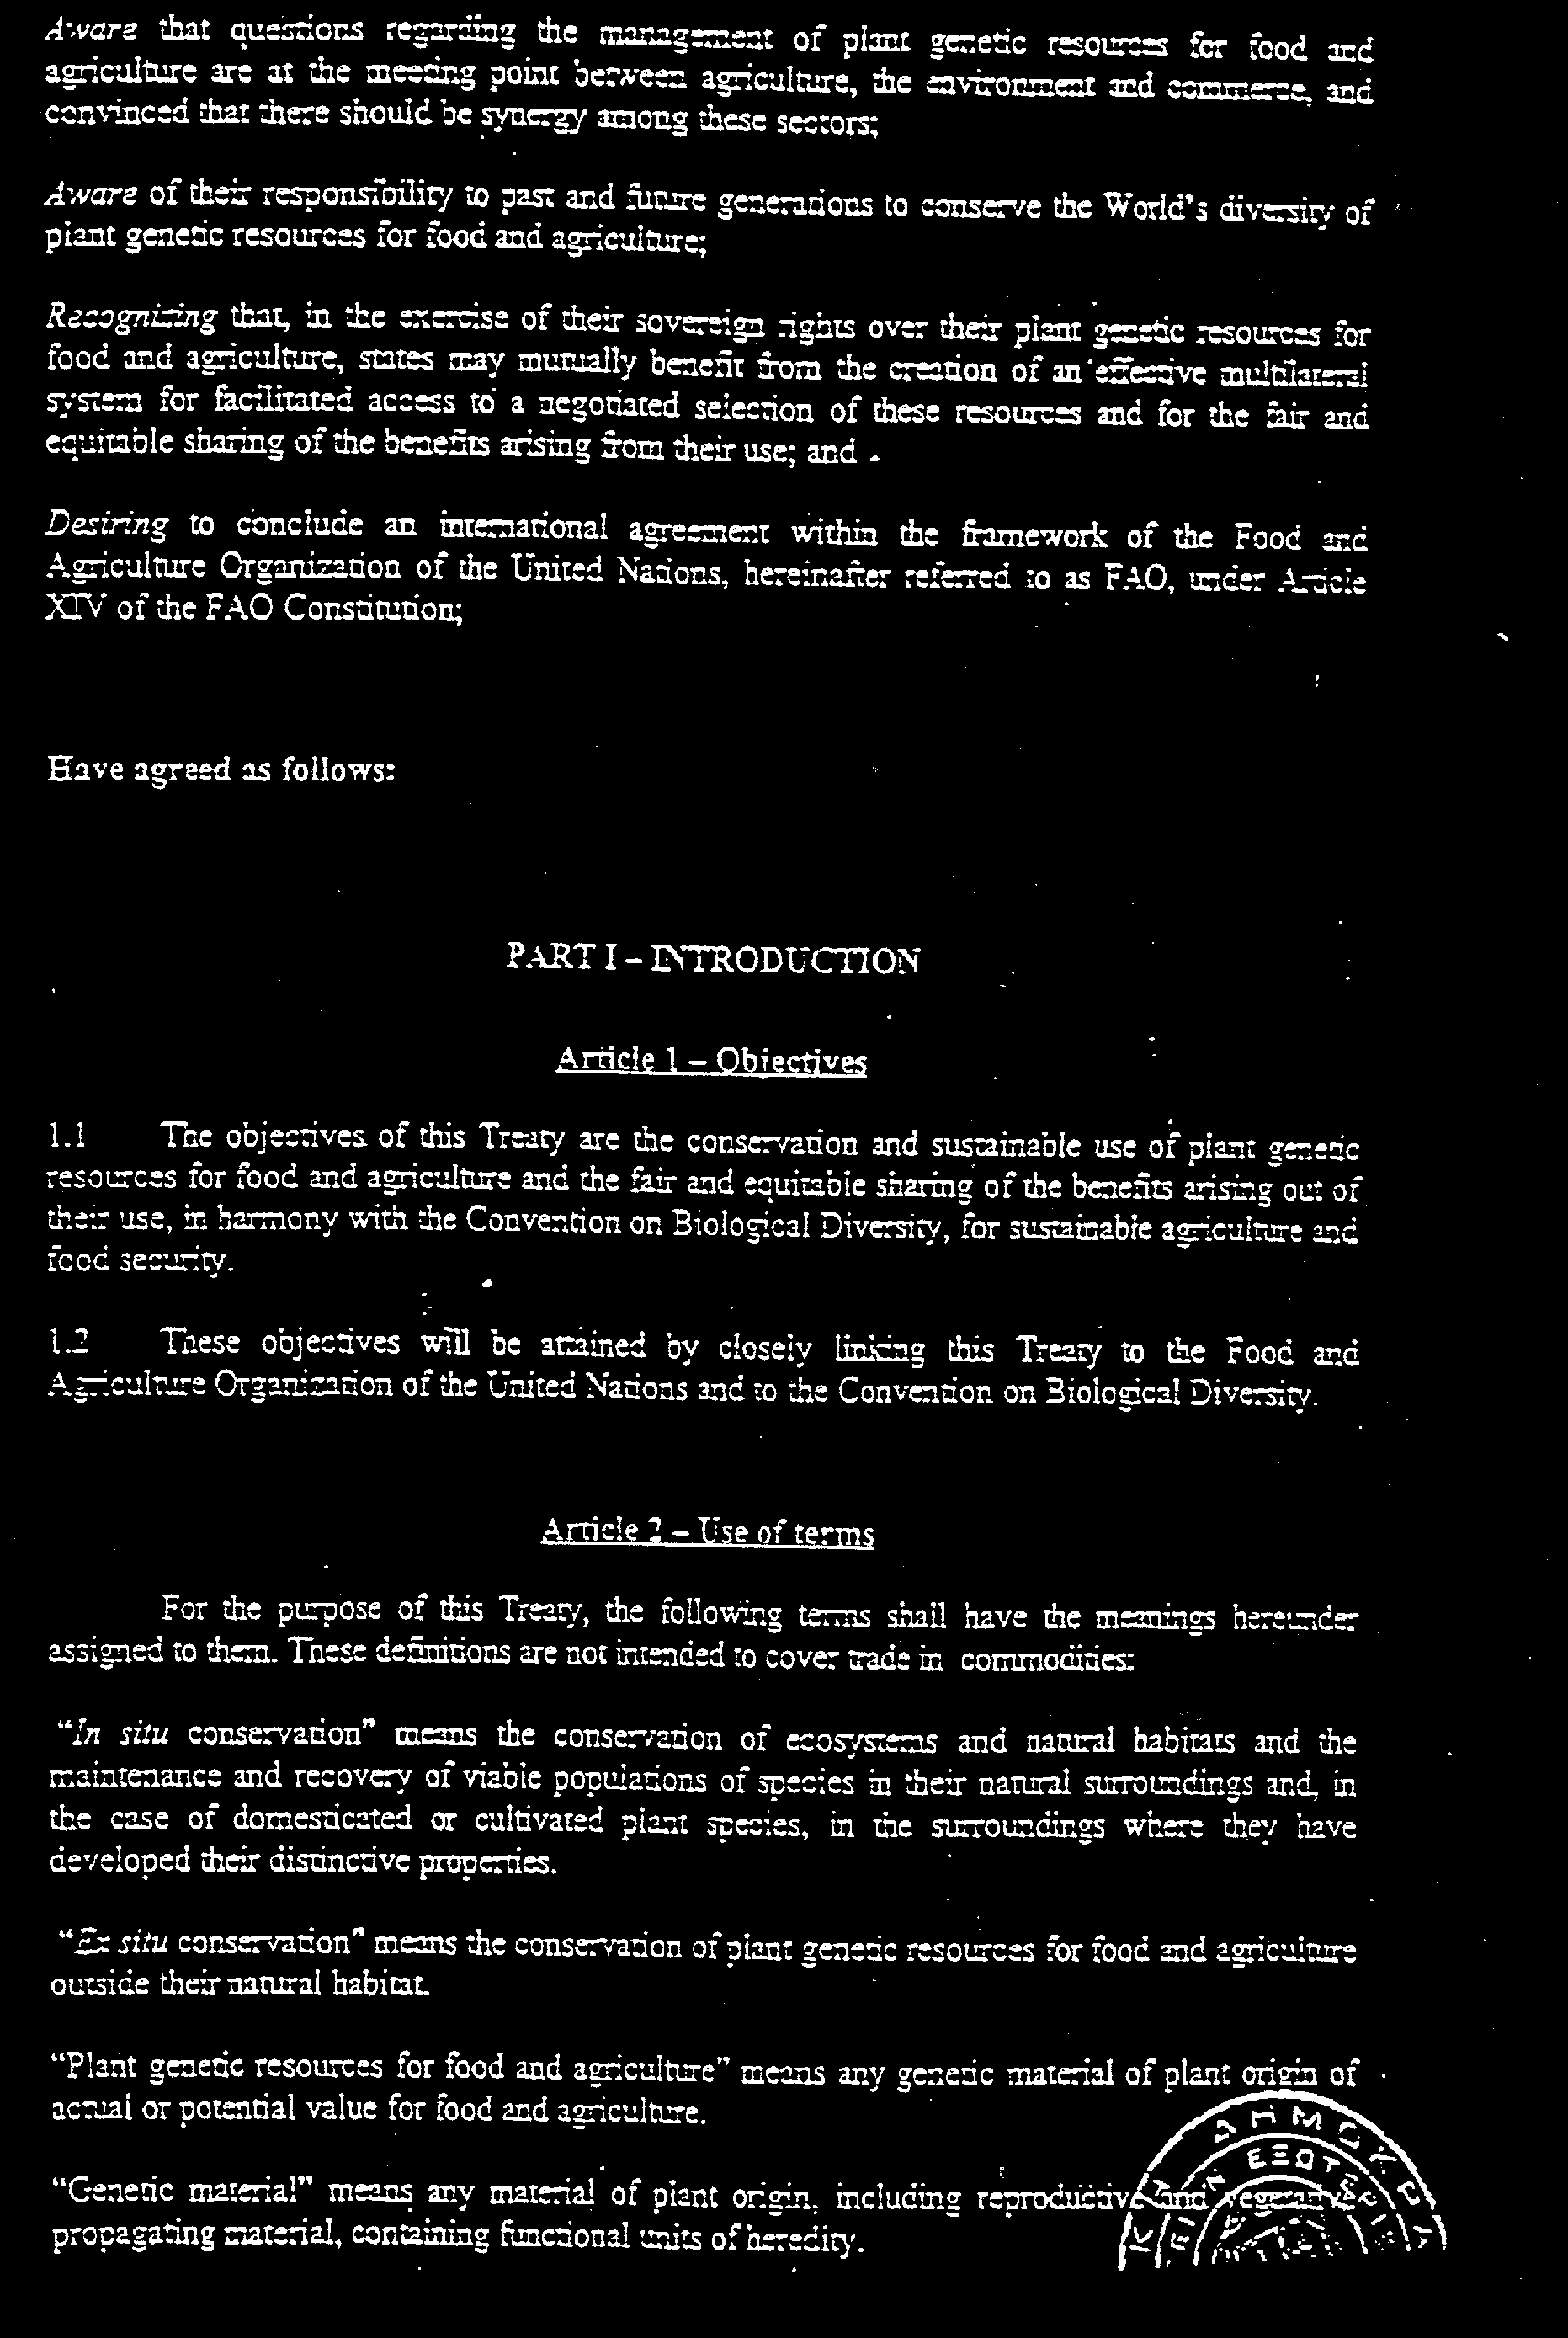 Aware that questions regarding the management of plant genetic resources for food and
agriculture are at the meeting point between agriculture, the environment and commerce, and
convinced that there should be synergy among these sectors;
Aware of their responsibility to past and future generations to conserve the World's diversity of
plant genetic resources for food and agriculture;
Recognizing that, in the exercise of their sovereign rights over their plant genetic resources for
food and agriculture, states may mutually benefit from the creation of an effective multilateral
system for facilitated access to a negotiated selection of these resources and for the fair and
equitable sharing of the benefits arising from their use; and
Desiring to conclude an international agreement within the framework of the Food and
Agriculture Organization of the United Nations, hereinafter referred to as FAO, under Article
XIV of the FAO Constitution;
Have agreed as follows:
PART I – INTRODUCTION
Article 1 – Objectives
1.1 The objectives of this Treaty are the conservation and sustainable use of plant genetic
resources for food and agriculture and the fair and equitable sharing of the benefits arising out of
their use, in harmony with the Convention on Biological Diversity, for sustainable agriculture and
food security.
1.2 These objectives will be attained by closely linking this Treaty to the Food and
Agriculture Organization of the United Nations and to the Convention on Biological Diversity.
Article 2 – Use of terms
For the purpose of this Treaty, the following terms shall have the meanings hereunder
assigned to them. These definitions are not intended to cover trade in commodities:
"In situ conservation" means the conservation of ecosystems and natural habitats and the
maintenance and recovery of viable populations of species in their natural surroundings and, in
the case of domesticated or cultivated plant species, in the surroundings where they have
developed their distinctive properties.
"Ex situ conservation" means the conservation of plant genetic resources for food and agriculture
outside their natural habitat.
"Plant genetic resources for food and agriculture" means any genetic material of plant origin of
actual or potential value for food and agriculture.
"Genetic material" means any material of plant origin, including reproductive and vegetative
propagating material, containing functional units of heredity.